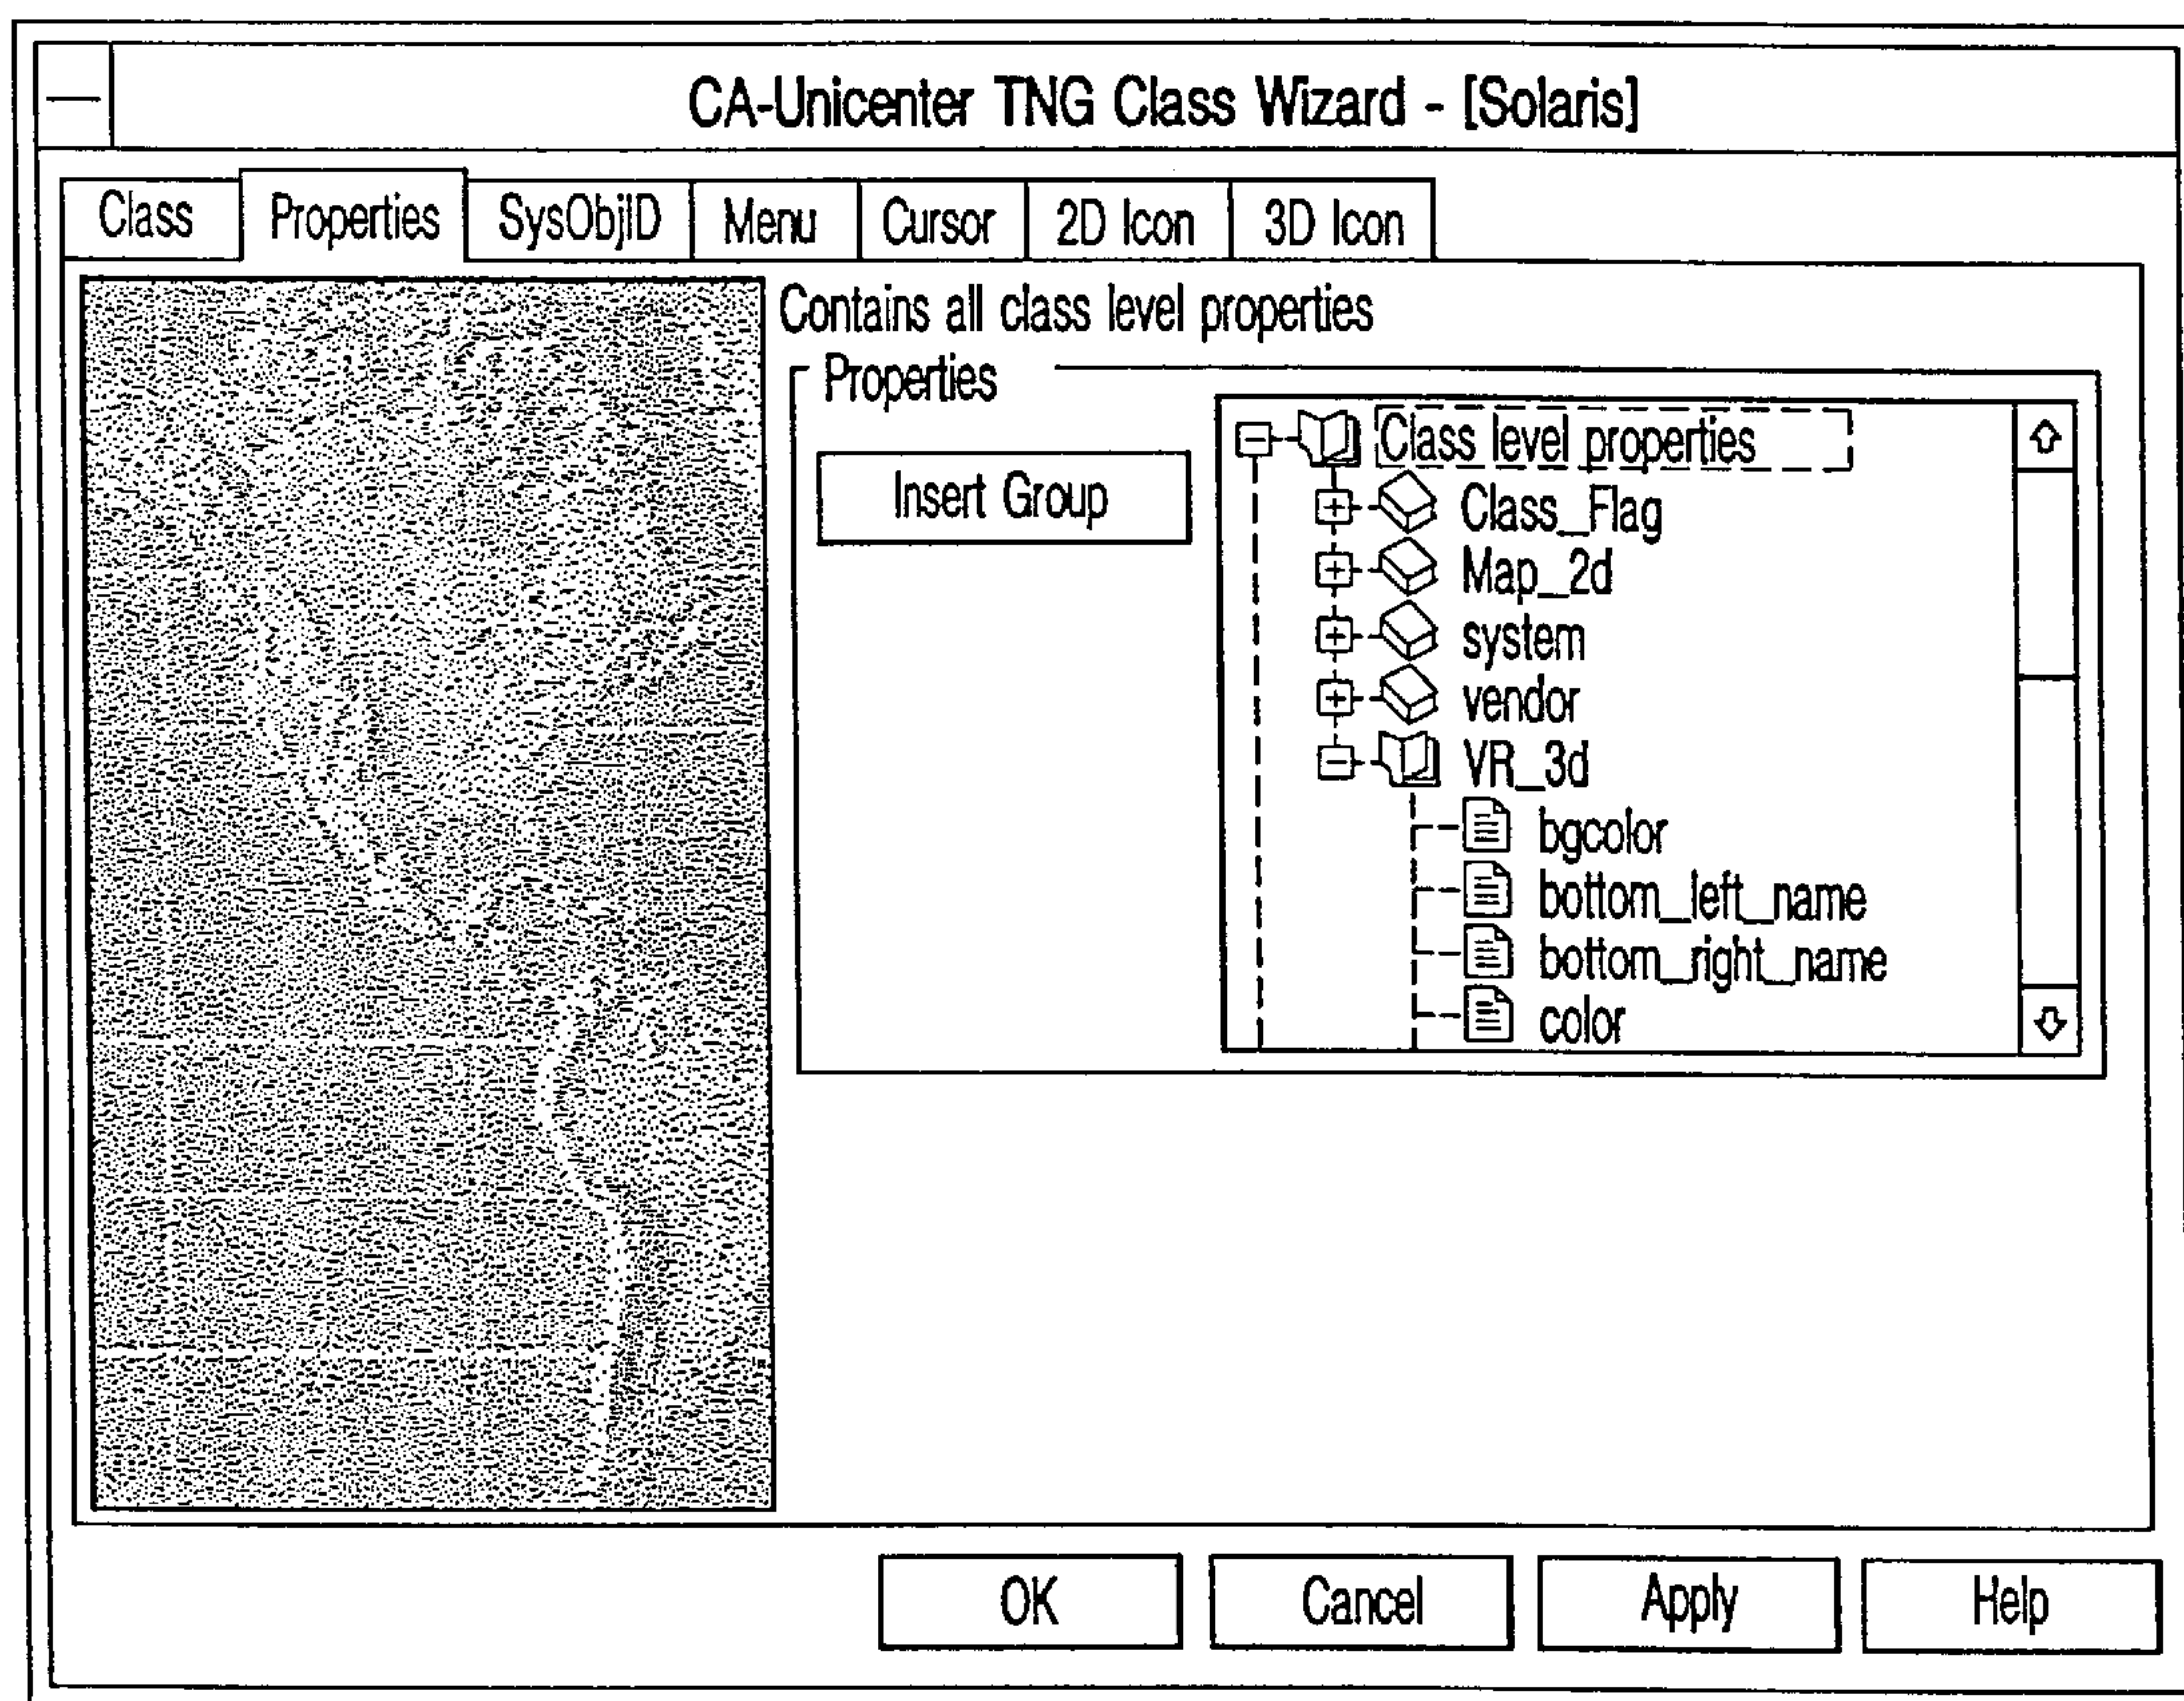 CA-Unicenter TNG Class Wizard - [Solaris]
Class Properties SysObjID Menu Cursor 2D Icon 3D Icon
Contains all class level properties
Properties
Insert Group
Class level properties
Class_Flag
Map_2d
system
vendor
VR_3d
bgcolor
bottom_left_name
bottom_right_name
color
OK Cancel Apply Help